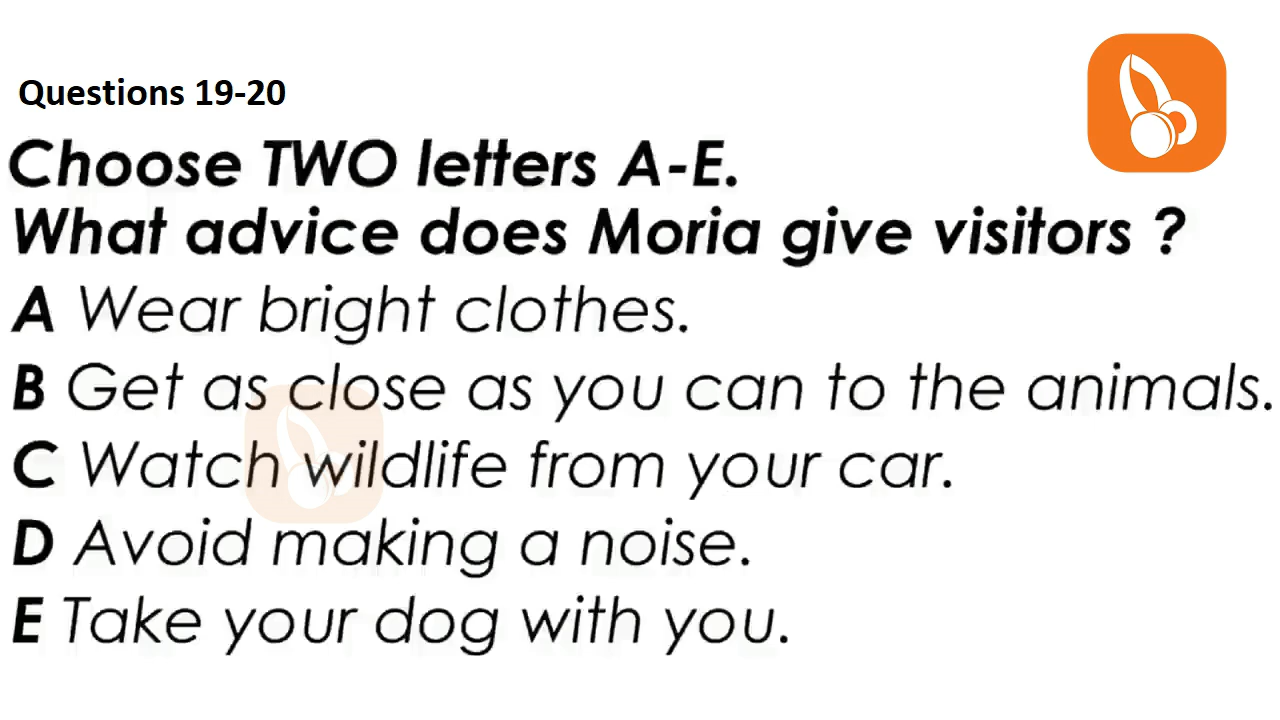 Questions 19-20
Choose TWO letters A-E.
What advice does Moria give visitors ?
A Wear bright clothes.
B Get as close as you can to the animals.
C Watch wildlife from your car.
D Avoid making a noise.
E Take your dog with you.